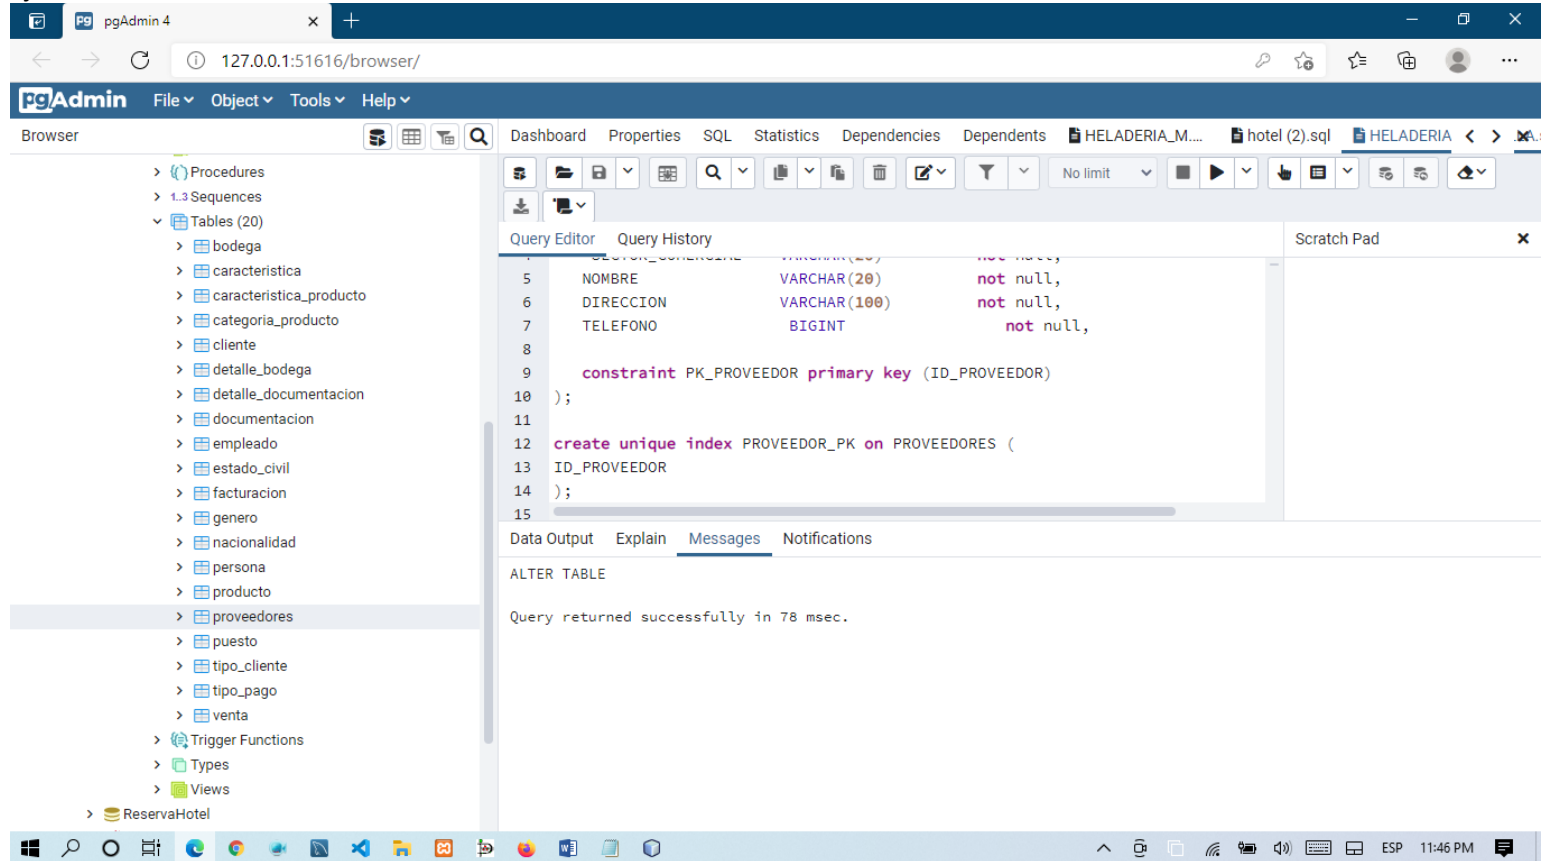 pgAdmin 4
127.0.0.1:51616/browser/
pgAdmin File Object Tools Help
Browser
Dashboard Properties SQL Statistics Dependencies Dependents HELADERIA_M.... hotel (2).sql HELADERIA
Procedures
1..3 Sequences
Tables (20)
bodega
caracteristica
caracteristica_producto
categoria_producto
cliente
detalle_bodega
detalle_documentacion
documentacion
empleado
estado_civil
facturacion
genero
nacionalidad
persona
producto
proveedores
puesto
tipo_cliente
tipo_pago
venta
Trigger Functions
Types
Views
ReservaHotel
No limit
Query Editor Query History
Scratch Pad
4 SECTOR_COMERCIAL VARCHAR(20) not null,
5 NOMBRE VARCHAR(20) not null,
6 DIRECCION VARCHAR(100) not null,
7 TELEFONO BIGINT not null,
8
9 constraint PK_PROVEEDOR primary key (ID_PROVEEDOR)
10 );
11
12 create unique index PROVEEDOR_PK on PROVEEDORES (
13 ID_PROVEEDOR
14 );
15
Data Output Explain Messages Notifications
ALTER TABLE
Query returned successfully in 78 msec.
ESP 11:46 PM